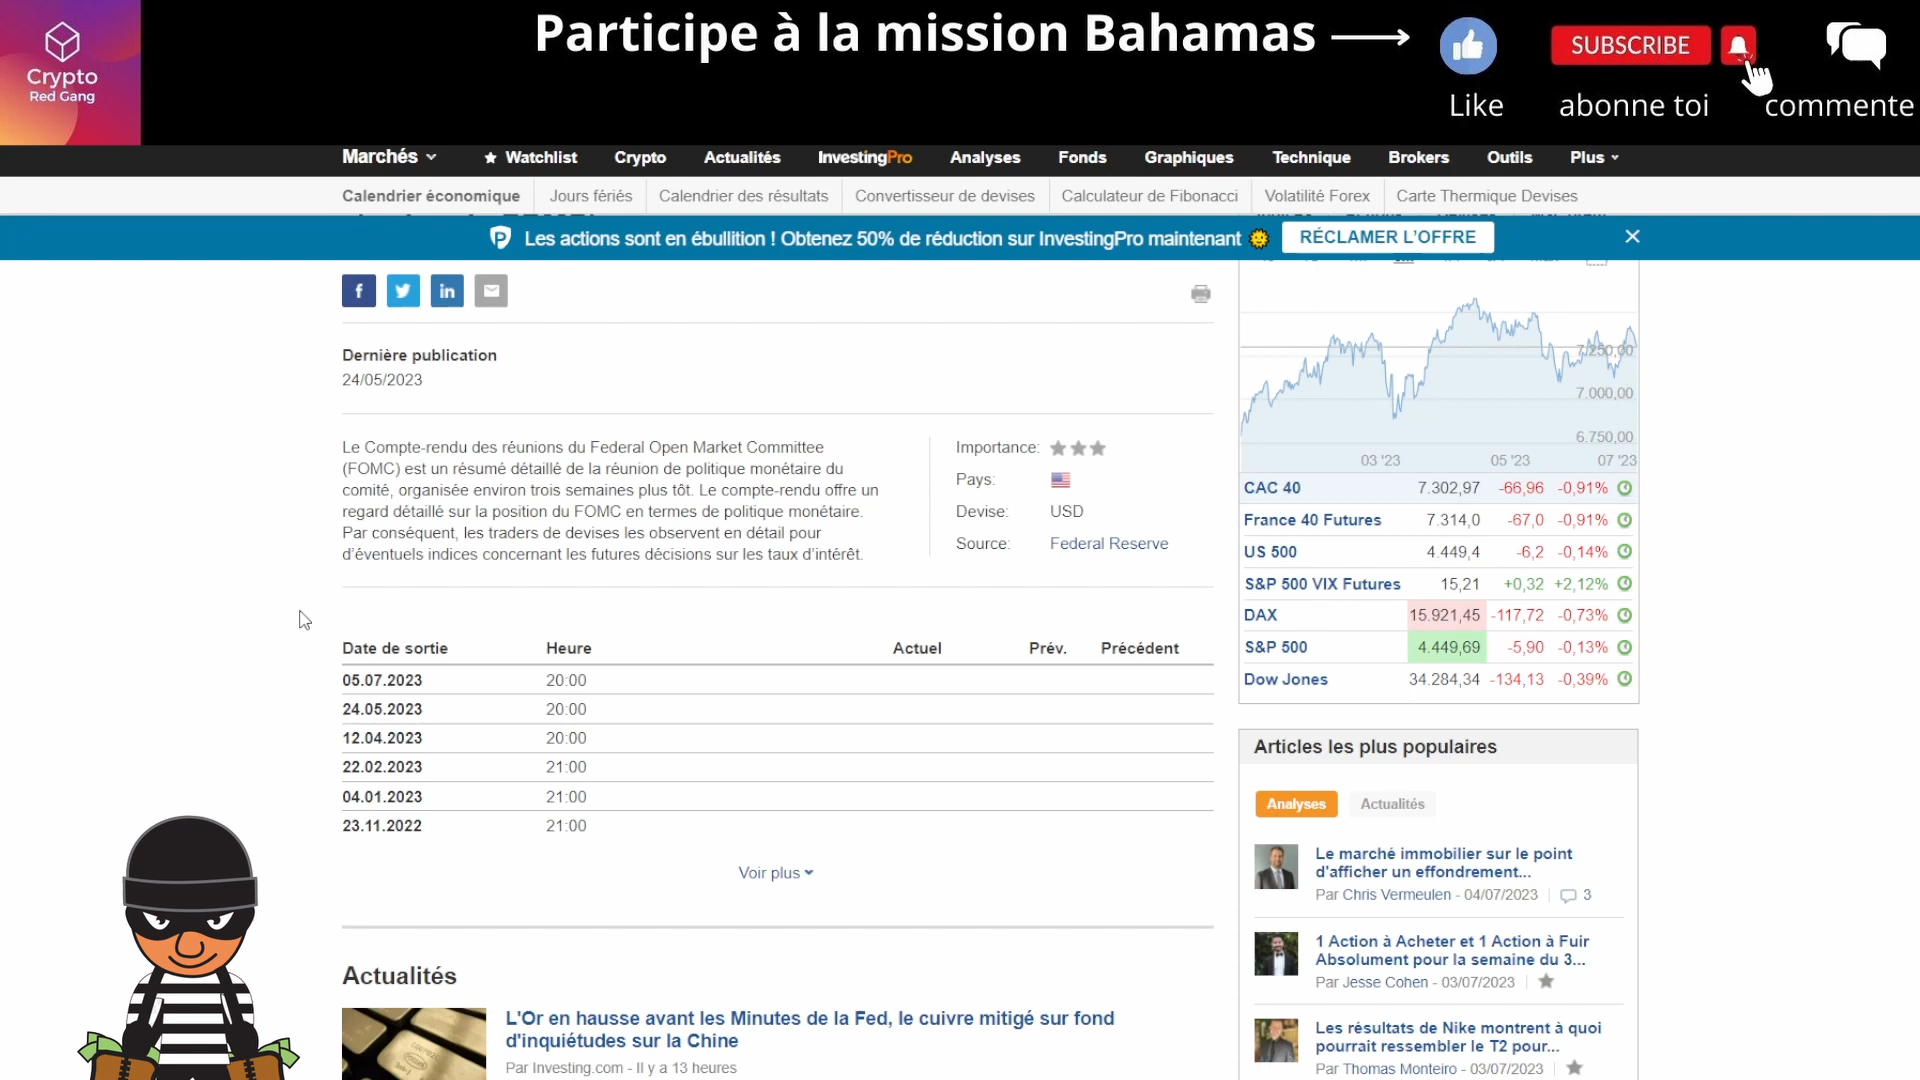 Participe à la mission Bahamas
Crypto
Red Gang
SUBSCRIBE
Like
abonne toi
commente
Marchés
Watchlist
Crypto
Actualités
InvestingPro
Analyses
Fonds
Graphiques
Technique
Brokers
Outils
Plus
Calendrier économique
Jours fériés
Calendrier des résultats
Convertisseur de devises
Calculateur de Fibonacci
Volatilité Forex
Carte Thermique Devises
Les actions sont en ébullition ! Obtenez 50% de réduction sur InvestingPro maintenant
RÉCLAMER L'OFFRE
Dernière publication
24/05/2023
Le Compte-rendu des réunions du Federal Open Market Committee
(FOMC) est un résumé détaillé de la réunion de politique monétaire du
comité, organisée environ trois semaines plus tôt. Le compte-rendu offre un
regard détaillé sur la position du FOMC en termes de politique monétaire.
Par conséquent, les traders de devises les observent en détail pour
d'éventuels indices concernant les futures décisions sur les taux d'intérêt.
Importance:
Pays:
Devise: USD
Source: Federal Reserve
Date de sortie Heure Actuel Prév. Précédent
05.07.2023 20:00
24.05.2023 20:00
12.04.2023 20:00
22.02.2023 21:00
04.01.2023 21:00
23.11.2022 21:00
Voir plus
Actualités
L'Or en hausse avant les Minutes de la Fed, le cuivre mitigé sur fond
d'inquiétudes sur la Chine
Par Investing.com - Il y a 13 heures
7.250,00
7.000,00
6.750,00
03 '23 05 '23 07 '23
CAC 40 7.302,97 -66,96 -0,91%
France 40 Futures 7.314,0 -67,0 -0,91%
US 500 4.449,4 -6,2 -0,14%
S&P 500 VIX Futures 15,21 +0,32 +2,12%
DAX 15.921,45 -117,72 -0,73%
S&P 500 4.449,69 -5,90 -0,13%
Dow Jones 34.284,34 -134,13 -0,39%
Articles les plus populaires
Analyses
Actualités
Le marché immobilier sur le point
d'afficher un effondrement...
Par Chris Vermeulen - 04/07/2023 3
1 Action à Acheter et 1 Action à Fuir
Absolument pour la semaine du 3...
Par Jesse Cohen - 03/07/2023
Les résultats de Nike montrent à quoi
pourrait ressembler le T2 pour...
Par Thomas Monteiro - 03/07/2023